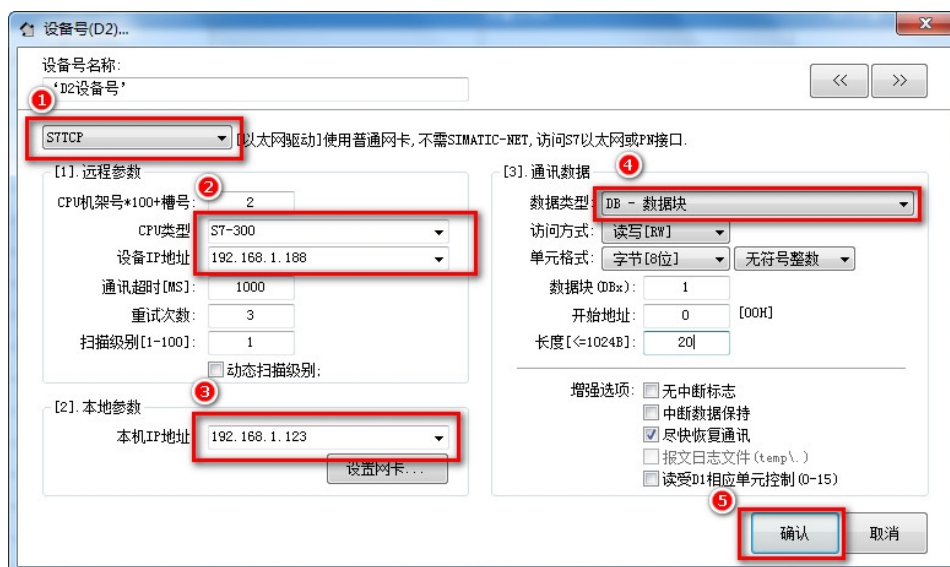 设备号(D2)...
设备号名称:
‘D2设备号’
<< >>
1
S7TCP [以太网驱动]使用普通网卡,不需SIMATIC-NET,访问S7以太网或PN接口.
[1].远程参数
2
CPU机架号*100+槽号: 2
CPU类型 S7-300
设备IP地址 192.168.1.188
通讯超时[MS]: 1000
重试次数: 3
扫描级别[1-100]: 1
动态扫描级别:
3
[2].本地参数
本机IP地址 192.168.1.123
设置网卡...
[3].通讯数据
4
数据类型: DB - 数据块
访问方式: 读写[RW]
单元格式: 字节[8位] 无符号整数
数据块(DBx): 1
开始地址: 0 [00H]
长度[<=1024B]: 20
增强选项: 无中断标志
中断数据保持
尽快恢复通讯
报文日志文件(temp\.)
读受D1相应单元控制(0-15)
5
确认 取消